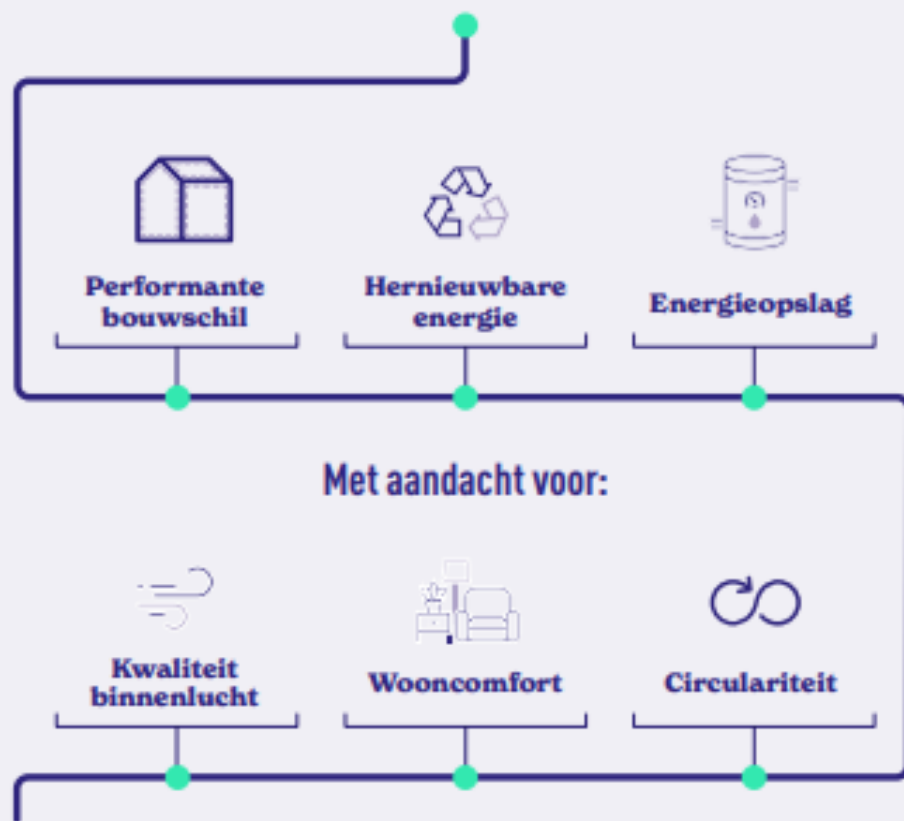 Performante
bouwschil
Hernieuwbare
energie
Energieopslag
Met aandacht voor:
Kwaliteit
binnenlucht
Wooncomfort
Circulariteit